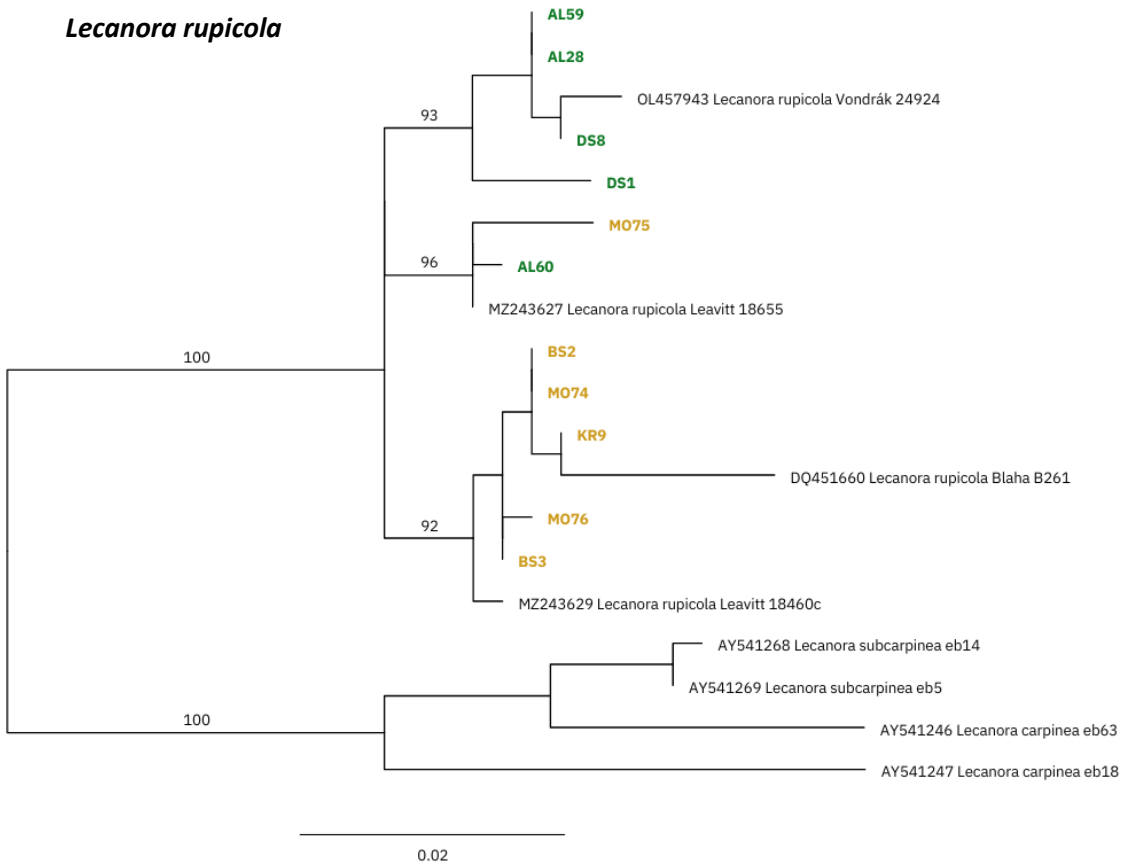 Lecanora rupicola
AL59
AL28
OL457943 Lecanora rupicola Vondrák 24924
93
DS8
DS1
MO75
96
AL60
MZ243627 Lecanora rupicola Leavitt 18655
BS2
100
MO74
KR9
DQ451660 Lecanora rupicola Blaha B261
92
MO76
BS3
MZ243629 Lecanora rupicola Leavitt 18460c
AY541268 Lecanora subcarpinea eb14
AY541269 Lecanora subcarpinea eb5
100
AY541246 Lecanora carpinea eb63
AY541247 Lecanora carpinea eb18
0.02